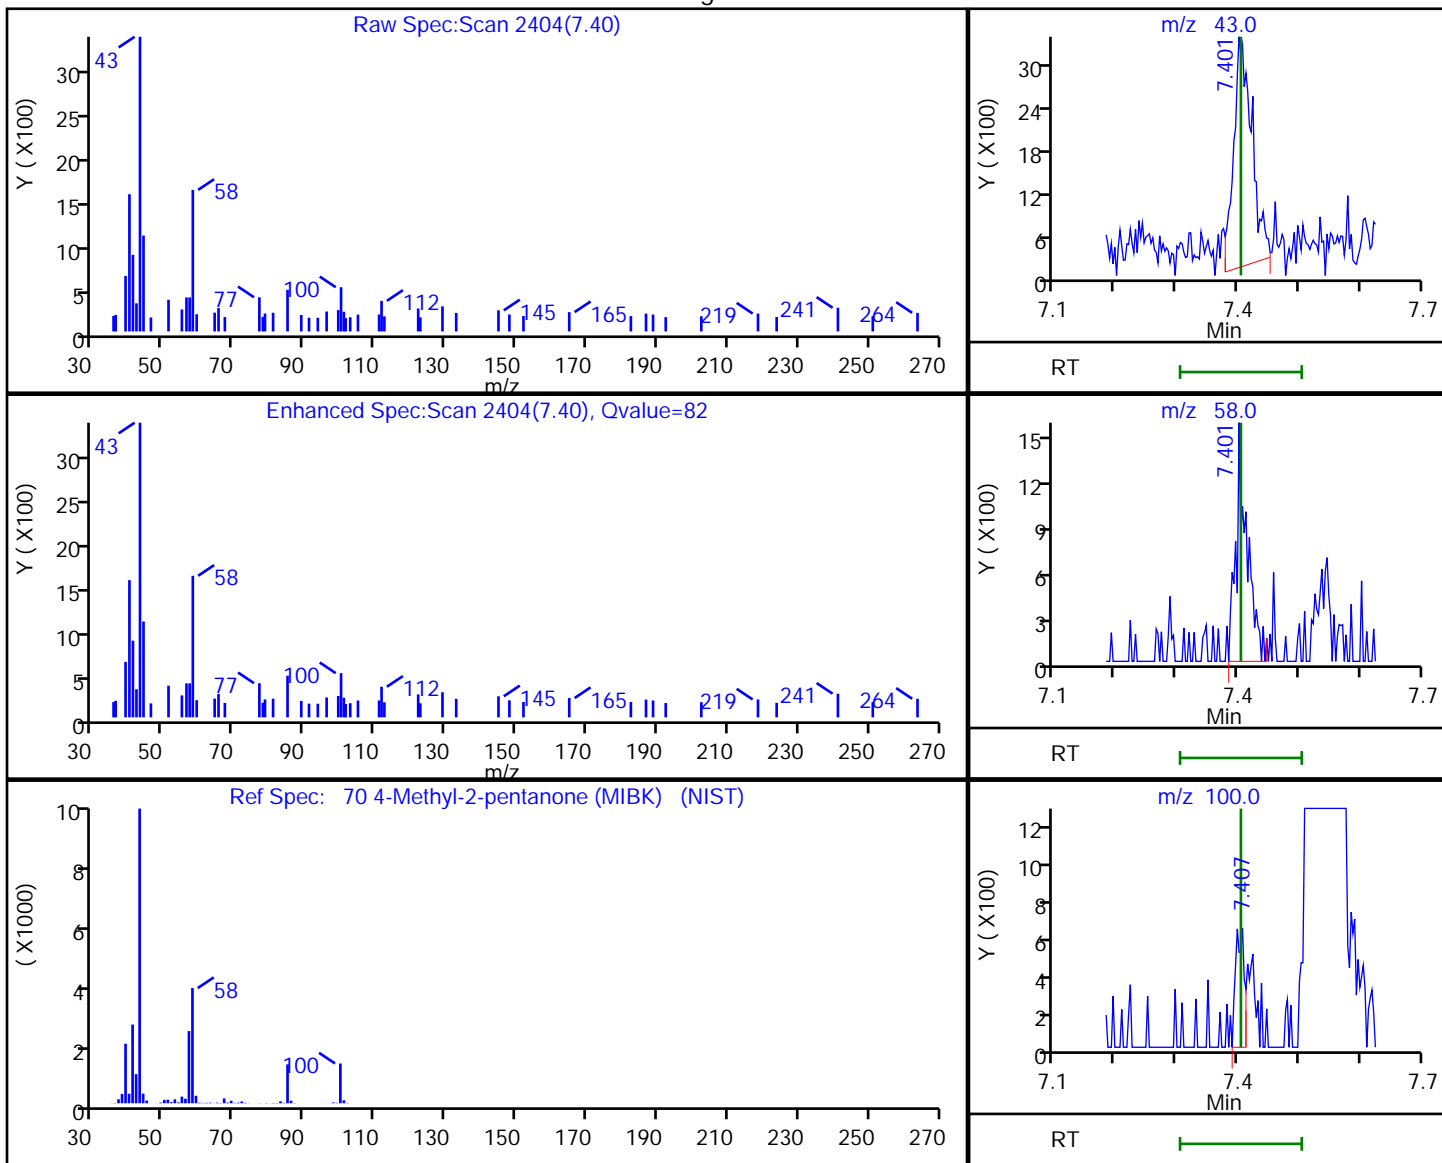 Raw Spec:Scan 2404(7.40)
Y ( X100)
30
25
20
15
10
5
0
43
58
77
100
112
145
165
219
241
264
30 50 70 90 110 130 150 170 190 210 230 250 270
m/z
m/z 43.0
Y ( X100)
30
24
18
12
6
0
7.401
7.1 7.4 7.7
Min
RT
Enhanced Spec:Scan 2404(7.40), Qvalue=82
Y ( X100)
30
25
20
15
10
5
0
43
58
77
100
112
145
165
219
241
264
30 50 70 90 110 130 150 170 190 210 230 250 270
m/z
m/z 58.0
Y ( X100)
15
12
9
6
3
0
7.401
7.1 7.4 7.7
Min
RT
Ref Spec: 70 4-Methyl-2-pentanone (MIBK) (NIST)
( X1000)
10
8
6
4
2
0
58
100
30 50 70 90 110 130 150 170 190 210 230 250 270
m/z 100.0
Y ( X100)
12
10
8
6
4
2
0
7.407
7.1 7.4 7.7
Min
RT